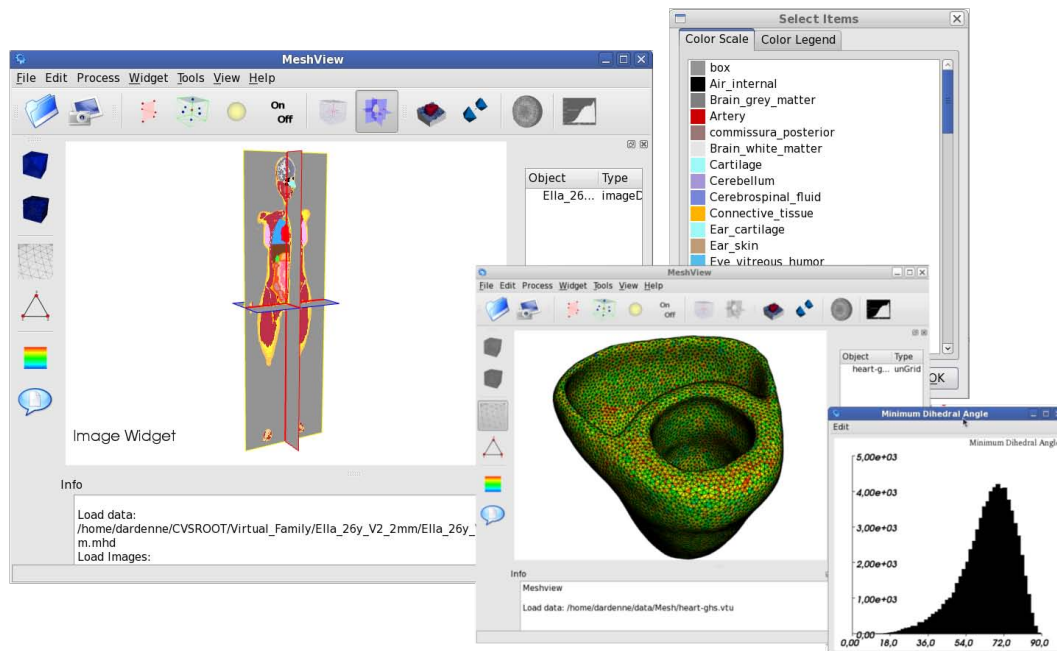 Select Items
Color Scale Color Legend
box
Air_internal
Brain_grey_matter
Artery
commissura_posterior
Brain_white_matter
Cartilage
Cerebellum
Cerebrospinal_fluid
Connective_tissue
Ear_cartilage
Ear_skin
Eye_vitreous_humor
OK
MeshView
File Edit Process Widget Tools View Help
On
Off
Object Type
Ella_26... imageD
Image Widget
Info
Load data:
/home/dardenne/CVSROOT/Virtual_Family/Ella_26y_V2_2mm/Ella_26y_
m.mhd
Load Images:
MeshView
File Edit Process Widget Tools View Help
On
Off
Object Type
heart-g... unGrid
Info
Meshview
Load data: /home/dardenne/data/Mesh/heart-ghs.vtu
Minimum Dihedral Angle
Edit
Minimum Dihedral Angle
5,00e+03
4,00e+03
3,00e+03
2,00e+03
1,00e+03
0,00
0,00 18,0 36,0 54,0 72,0 90,0